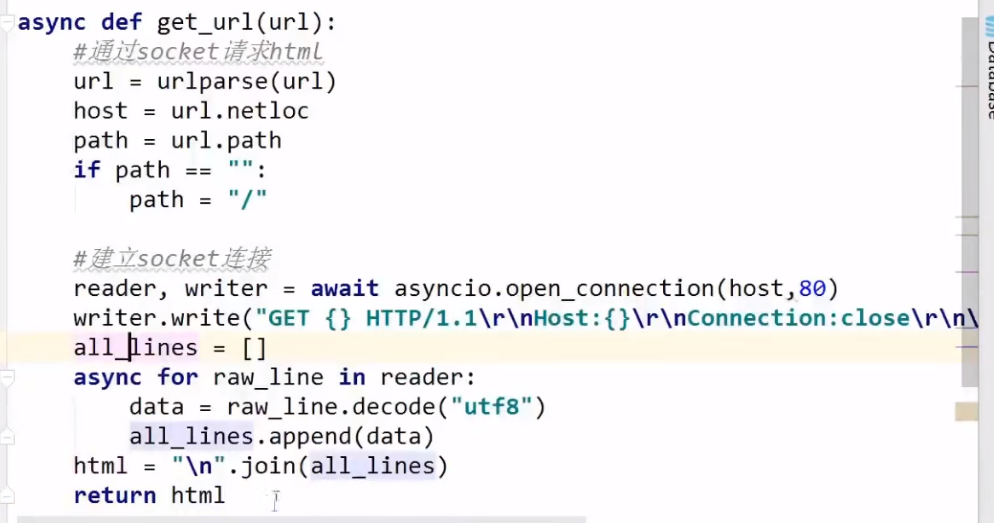 async def get_url(url):
    #通过socket请求html
    url = urlparse(url)
    host = url.netloc
    path = url.path
    if path == "":
        path = "/"
    #建立socket连接
    reader, writer = await asyncio.open_connection(host,80)
    writer.write("GET {} HTTP/1.1\r\nHost:{}\r\nConnection:close\r\n\
    all_lines = []
    async for raw_line in reader:
        data = raw_line.decode("utf8")
        all_lines.append(data)
    html = "\n".join(all_lines)
    return html
Database